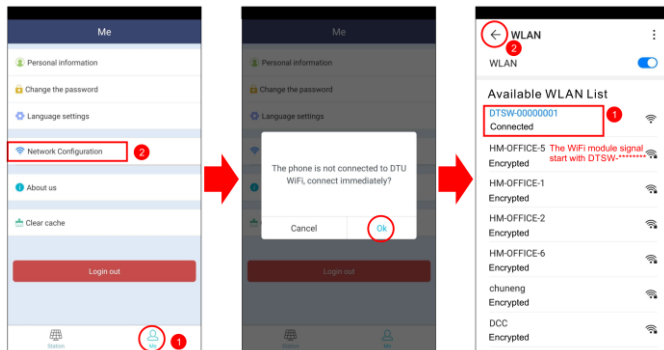 Me
Personal information
Change the password
Language settings
Network Configuration
2
About us
Clear cache
Login out
Station
Me
1
Me
Personal information
Change the password
Language settings
The phone is not connected to DTU
WiFi, connect immediately?
Cancel
Ok
Clear cache
Login out
Station
Me
WLAN
2
WLAN
Available WLAN List
DTSW-00000001
Connected
1
HM-OFFICE-5
Encrypted
The WiFi module signal
start with DTSW-********
HM-OFFICE-1
Encrypted
HM-OFFICE-2
Encrypted
HM-OFFICE-6
Encrypted
chuneng
Encrypted
DCC
Encrypted